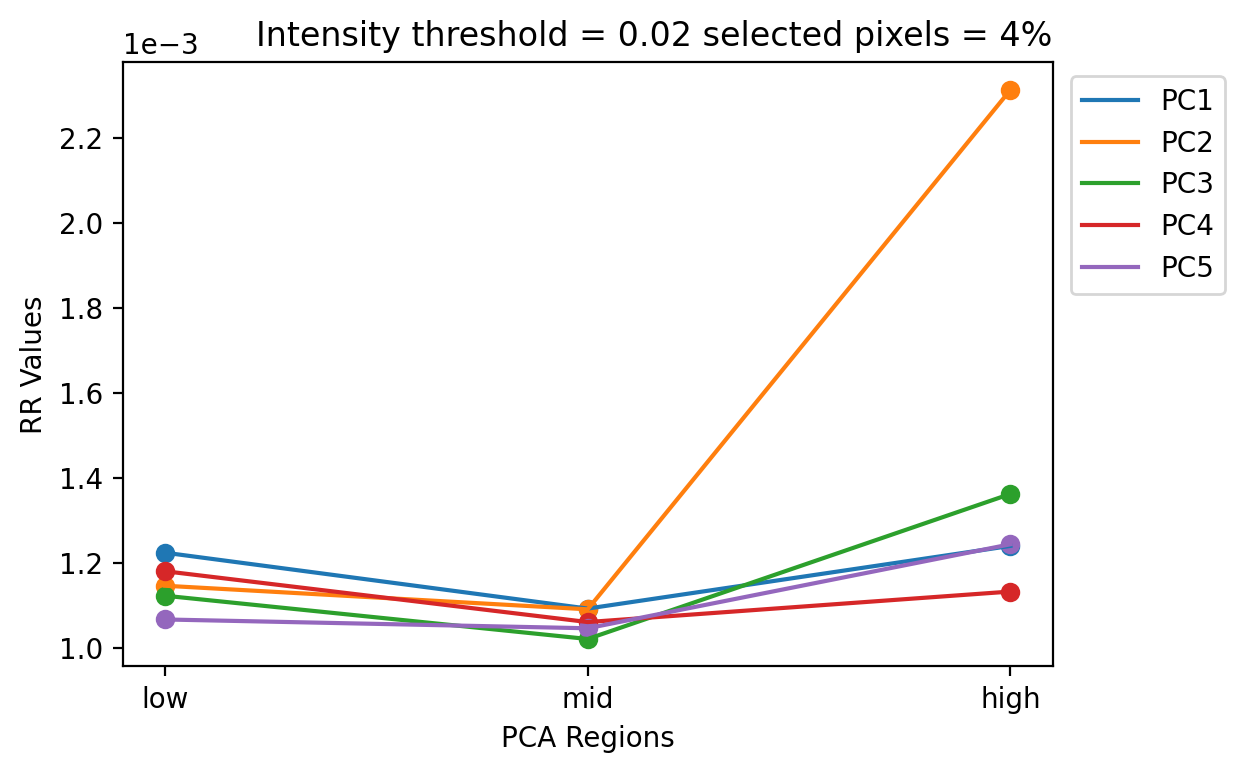 Intensity threshold = 0.02 selected pixels = 4%
1e−3
2.2
2.0
1.8
1.6
1.4
1.2
1.0
RR Values
low mid high
PCA Regions
PC1
PC2
PC3
PC4
PC5